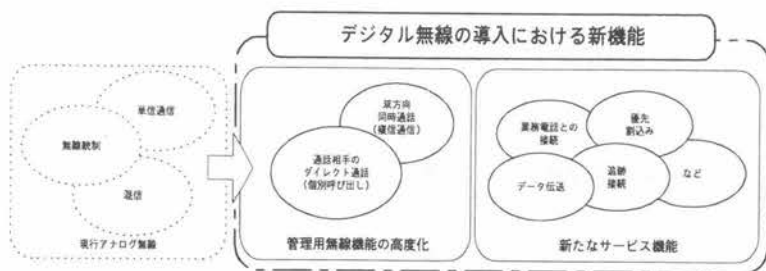 デジタル無線の導入における新機能
単信通信
無線統制
混信
現行アナログ無線
双方向
同時通話
(複信通信)
通話相手の
ダイレクト通話
(個別呼び出し)
管理用無線機能の高度化
業務電話との
接続
優先
割込み
データ伝送
追跡
接続
など
新たなサービス機能